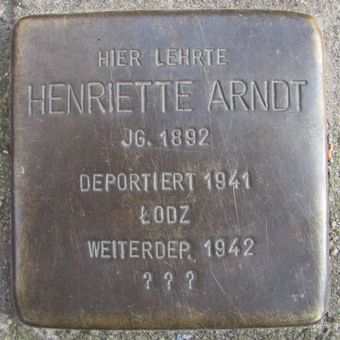 HIER LEHRTE
HENRIETTE ARNDT
JG. 1892
DEPORTIERT 1941
ŁODZ
WEITERDEP. 1942
? ? ?